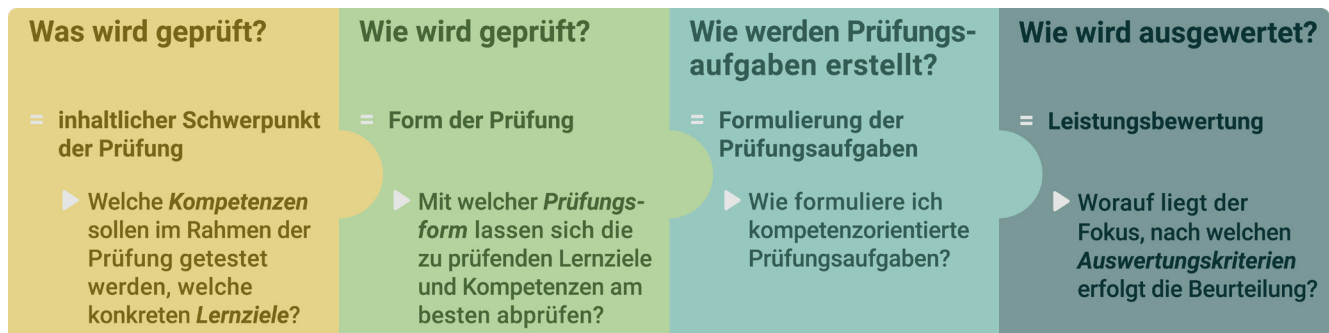 Was wird geprüft?
= inhaltlicher Schwerpunkt
der Prüfung
Welche Kompetenzen
sollen im Rahmen der
Prüfung getestet
werden, welche
konkreten Lernziele?
Wie wird geprüft?
= Form der Prüfung
Mit welcher Prüfungs-
form lassen sich die
zu prüfenden Lernziele
und Kompetenzen am
besten abprüfen?
Wie werden Prüfungs-
aufgaben erstellt?
= Formulierung der
Prüfungsaufgaben
Wie formuliere ich
kompetenzorientierte
Prüfungsaufgaben?
Wie wird ausgewertet?
= Leistungsbewertung
Worauf liegt der
Fokus, nach welchen
Auswertungskriterien
erfolgt die Beurteilung?